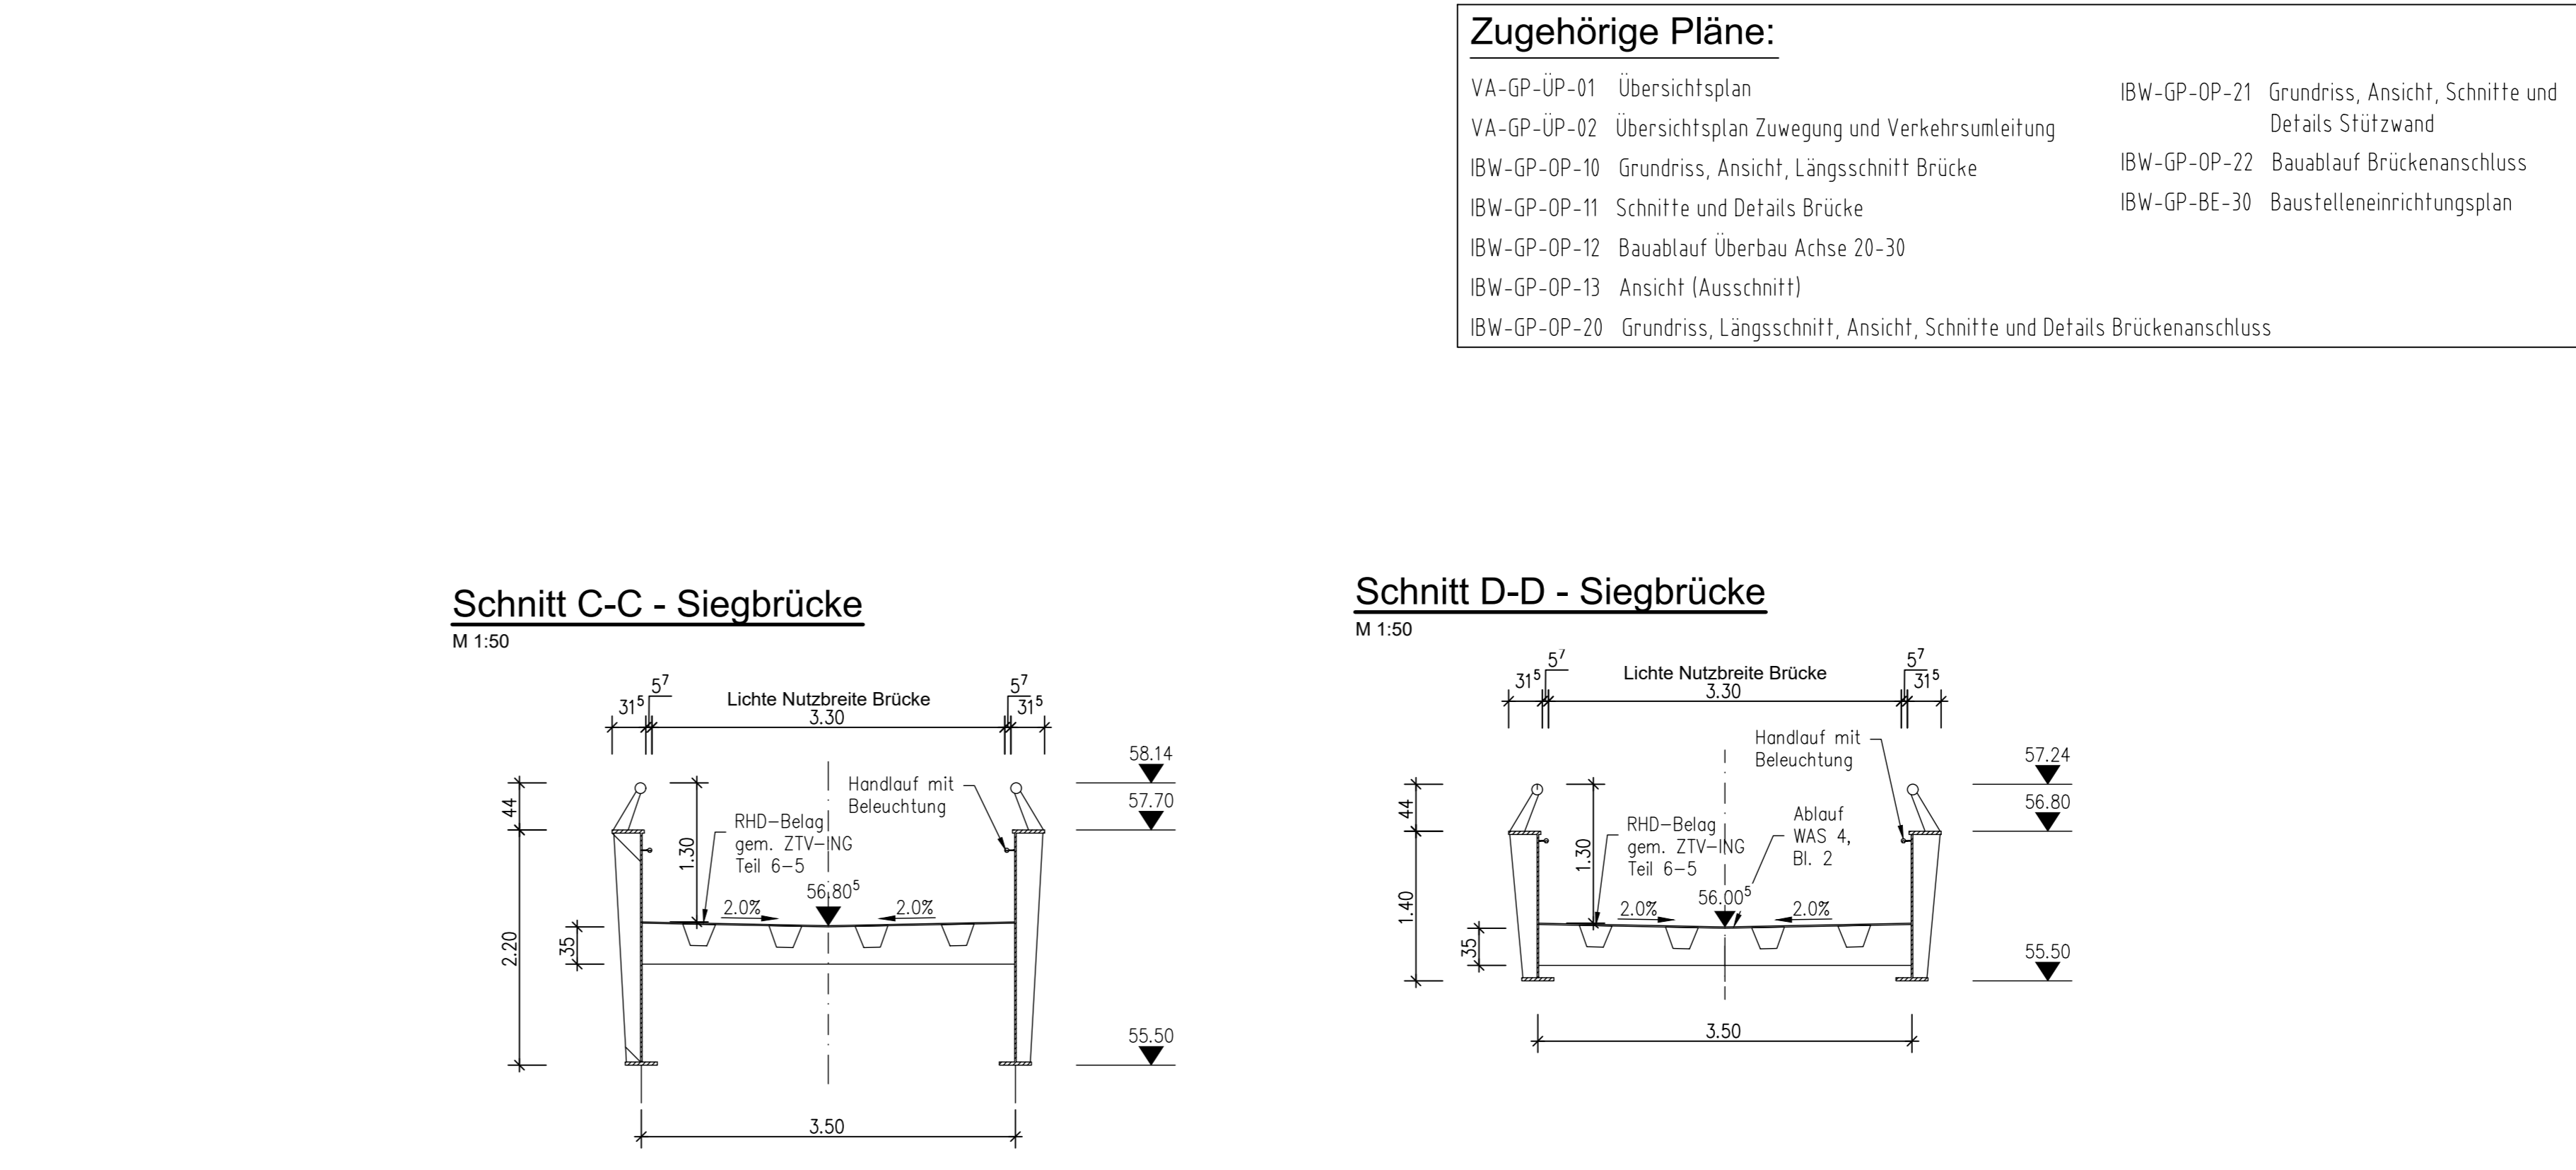 Zugehörige Pläne:
VA-GP-ÜP-01 Übersichtsplan
VA-GP-ÜP-02 Übersichtsplan Zuwegung und Verkehrsumleitung
IBW-GP-OP-10 Grundriss, Ansicht, Längsschnitt Brücke
IBW-GP-OP-11 Schnitte und Details Brücke
IBW-GP-OP-12 Bauablauf Überbau Achse 20-30
IBW-GP-OP-13 Ansicht (Ausschnitt)
IBW-GP-OP-20 Grundriss, Längsschnitt, Ansicht, Schnitte und Details Brückenanschluss
IBW-GP-OP-21 Grundriss, Ansicht, Schnitte und
Details Stützwand
IBW-GP-OP-22 Bauablauf Brückenanschluss
IBW-GP-BE-30 Baustelleneinrichtungsplan
Schnitt C-C - Siegbrücke
M 1:50
31⁵
5⁷
Lichte Nutzbreite Brücke
3.30
5⁷
31⁵
58.14
57.70
44
Handlauf mit
Beleuchtung
RHD-Belag
gem. ZTV-ING
Teil 6-5
1.30
56.80⁵
2.0%
2.0%
2.20
35
55.50
3.50
Schnitt D-D - Siegbrücke
M 1:50
31⁵
5⁷
Lichte Nutzbreite Brücke
3.30
5⁷
31⁵
Handlauf mit
Beleuchtung
57.24
56.80
44
Ablauf
WAS 4,
Bl. 2
RHD-Belag
gem. ZTV-ING
Teil 6-5
1.30
56.00⁵
2.0%
2.0%
1.40
35
55.50
3.50